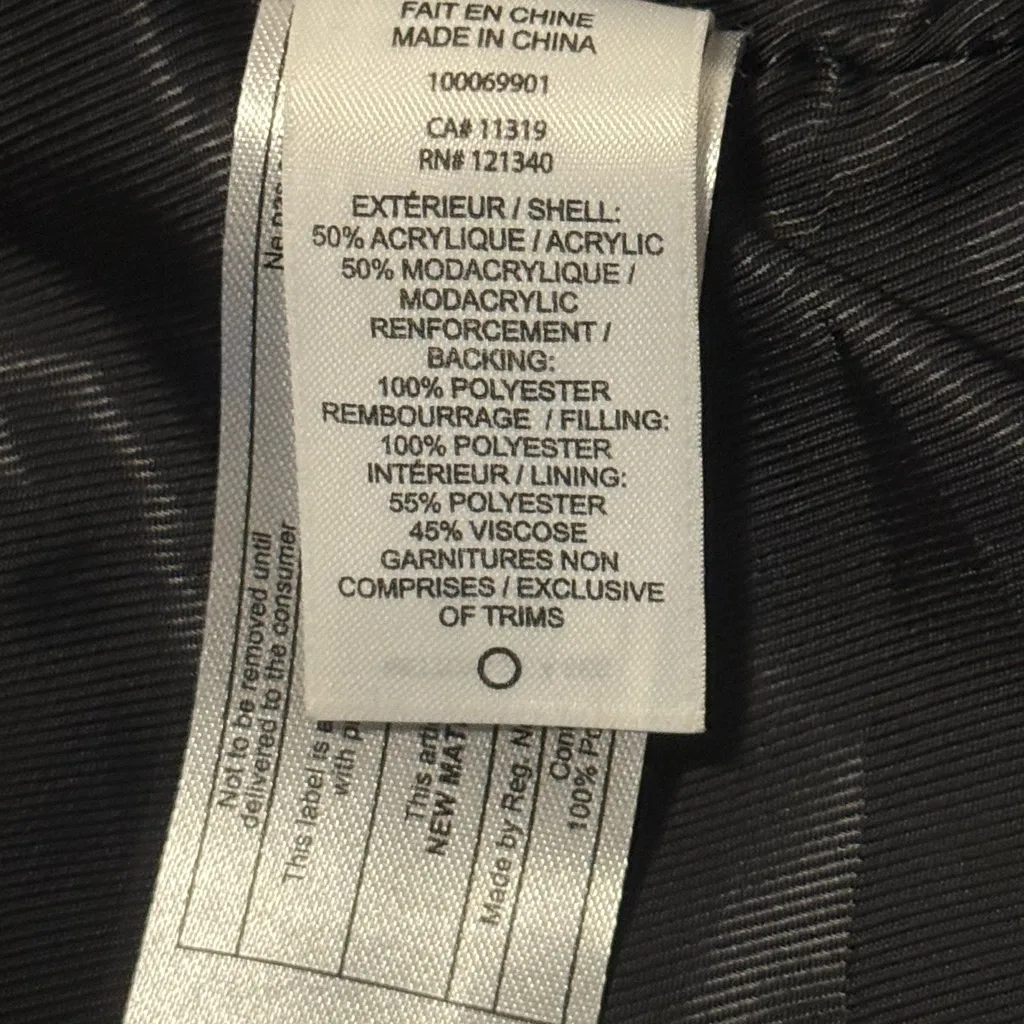 FAIT EN CHINE
MADE IN CHINA
100069901
CA# 11319
RN# 121340
EXTÉRIEUR / SHELL:
50% ACRYLIQUE / ACRYLIC
50% MODACRYLIQUE /
MODACRYLIC
RENFORCEMENT /
BACKING:
100% POLYESTER
REMBOURRAGE / FILLING:
100% POLYESTER
INTÉRIEUR / LINING:
55% POLYESTER
45% VISCOSE
GARNITURES NON
COMPRISES / EXCLUSIVE
OF TRIMS
Not to be removed until
delivered to the consumer
This label is
with
This
NEW
Made by Reg.
100%